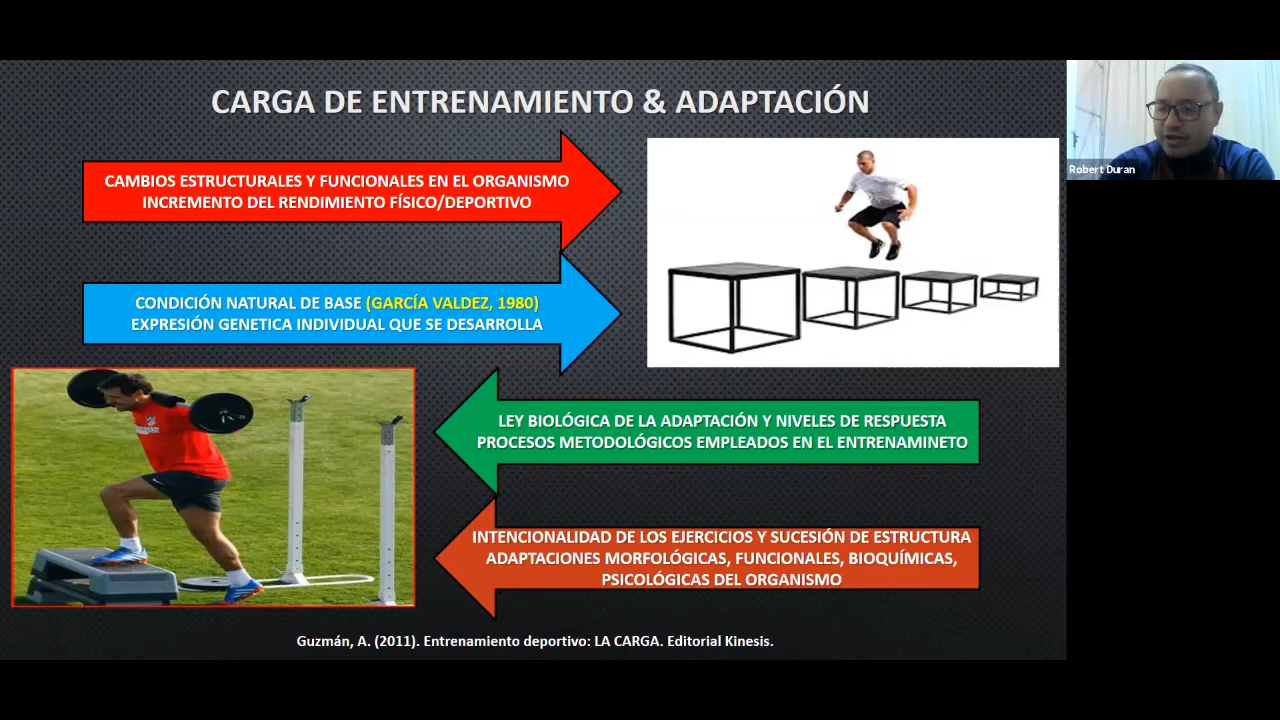 CARGA DE ENTRENAMIENTO & ADAPTACIÓN
CAMBIOS ESTRUCTURALES Y FUNCIONALES EN EL ORGANISMO
INCREMENTO DEL RENDIMIENTO FÍSICO/DEPORTIVO
Robert Duran
CONDICIÓN NATURAL DE BASE (GARCÍA VALDEZ, 1980)
EXPRESIÓN GENETICA INDIVIDUAL QUE SE DESARROLLA
LEY BIOLÓGICA DE LA ADAPTACIÓN Y NIVELES DE RESPUESTA
PROCESOS METODOLÓGICOS EMPLEADOS EN EL ENTRENAMINETO
INTENCIONALIDAD DE LOS EJERCICIOS Y SUCESIÓN DE ESTRUCTURA
ADAPTACIONES MORFOLÓGICAS, FUNCIONALES, BIOQUÍMICAS,
PSICOLÓGICAS DEL ORGANISMO
Guzmán, A. (2011). Entrenamiento deportivo: LA CARGA. Editorial Kinesis.